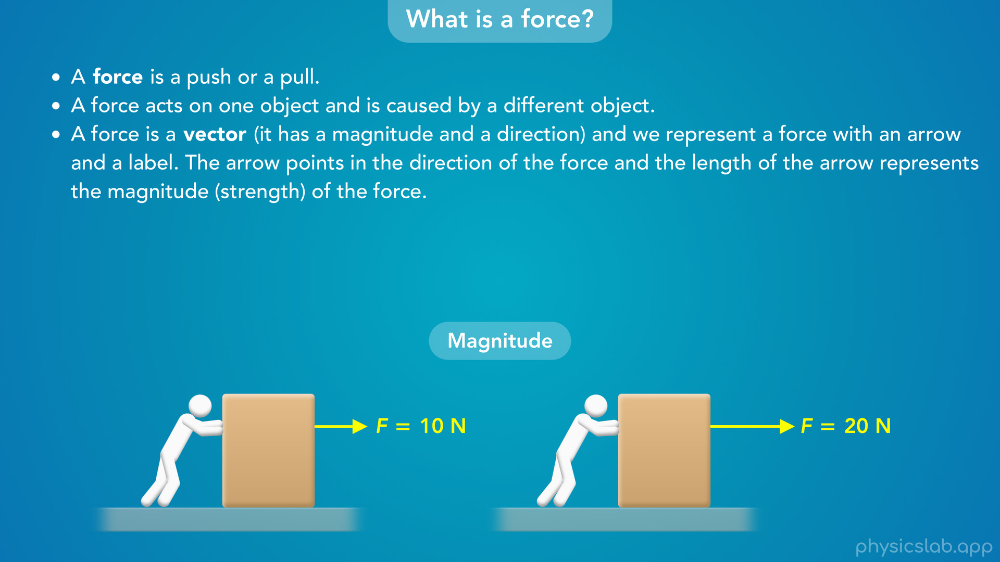 What is a force?
• A force is a push or a pull.
• A force acts on one object and is caused by a different object.
• A force is a vector (it has a magnitude and a direction) and we represent a force with an arrow
and a label. The arrow points in the direction of the force and the length of the arrow represents
the magnitude (strength) of the force.
Magnitude
F = 10 N
F = 20 N
physicslab.app